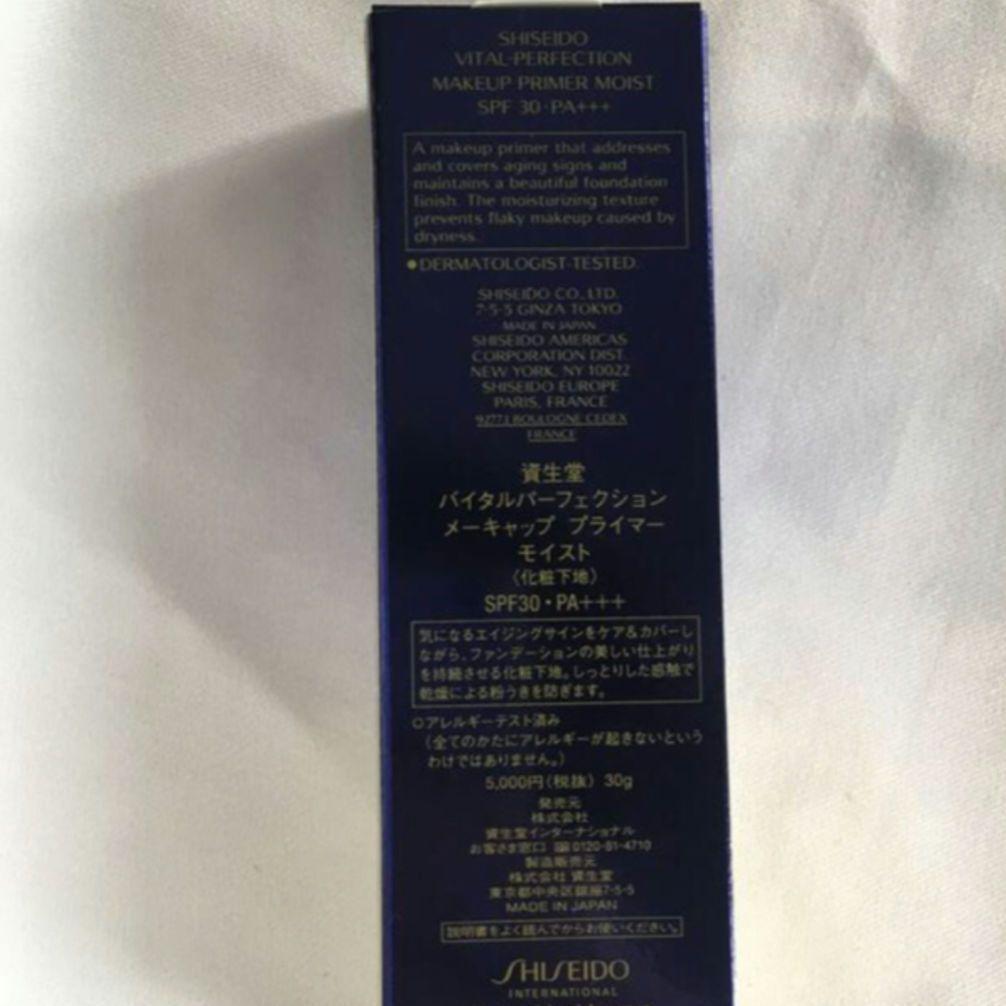 SHISEIDO
VITAL-PERFECTION
MAKEUP PRIMER MOIST
SPF 30·PA+++
A makeup primer that addresses
and covers aging signs and
maintains a beautiful foundation
finish. The moisturizing texture
prevents flaky makeup caused by
dryness.
●DERMATOLOGIST-TESTED.
SHISEIDO CO., LTD.
7-5-5 GINZA TOKYO
MADE IN JAPAN
SHISEIDO AMERICAS
CORPORATION DIST.
NEW YORK, NY 10022
SHISEIDO EUROPE
PARIS, FRANCE
92773 BOULOGNE CEDEX
FRANCE
資生堂
バイタルパーフェクション
メーキャップ プライマー
モイスト
(化粧下地)
SPF30・PA+++
気になるエイジングサインをケア&カバーし
ながら、ファンデーションの美しい仕上がり
を持続させる化粧下地。しっとりした感触で
乾燥による粉うきを防ぎます。
○アレルギーテスト済み
(全てのかたにアレルギーが起きないという
わけではありません。)
5,000円(税抜) 30g
発売元
株式会社
資生堂インターナショナル
お客さま窓口 0120-81-4710
製造販売元
株式会社 資生堂
東京都中央区銀座7-5-5
MADE IN JAPAN
説明書をよく読んでからお使いください。
SHISEIDO
INTERNATIONAL